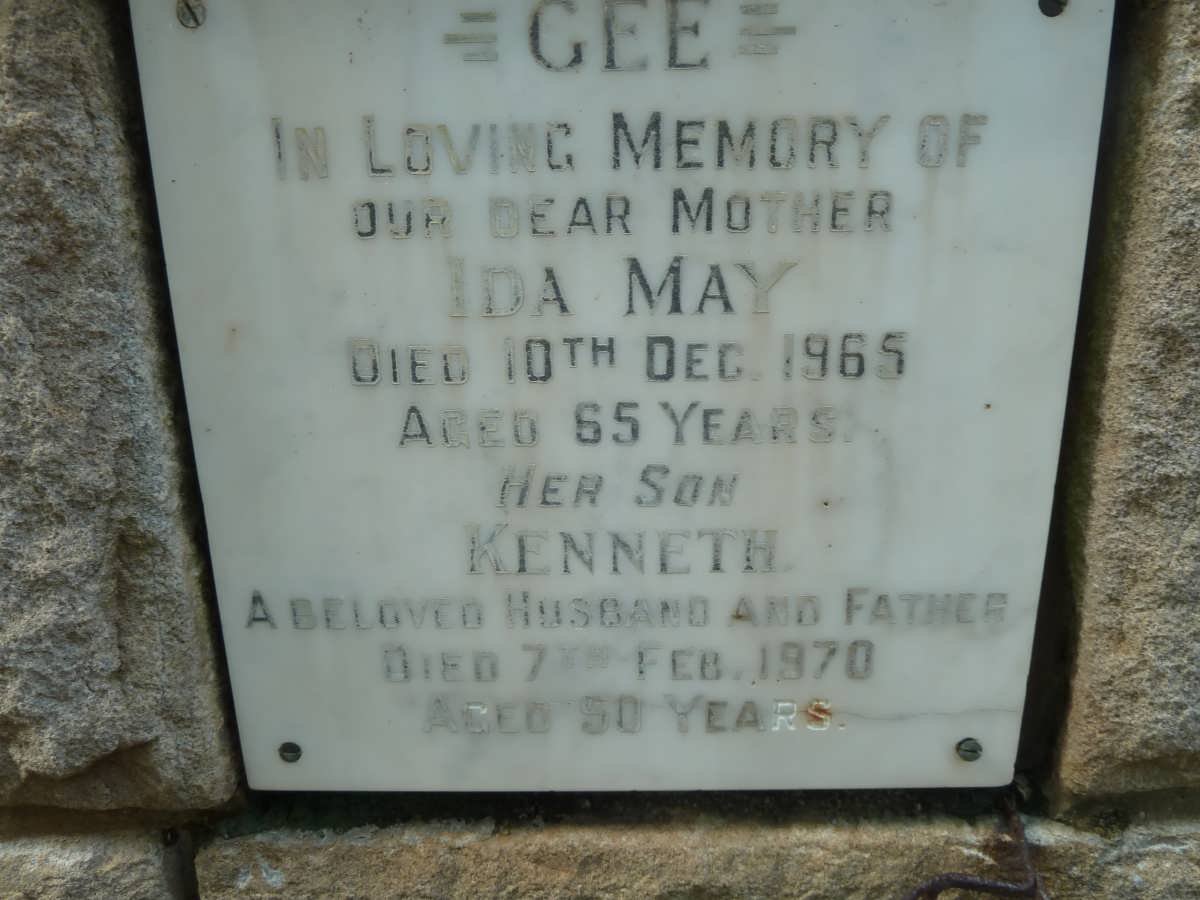 GEE
IN LOVING MEMORY OF
OUR DEAR MOTHER
IDA MAY
DIED 10TH DEC. 1965
AGED 65 YEARS.
HER SON
KENNETH.
A BELOVED HUSBAND AND FATHER
DIED 7TH FEB. 1970
AGED 50 YEARS.